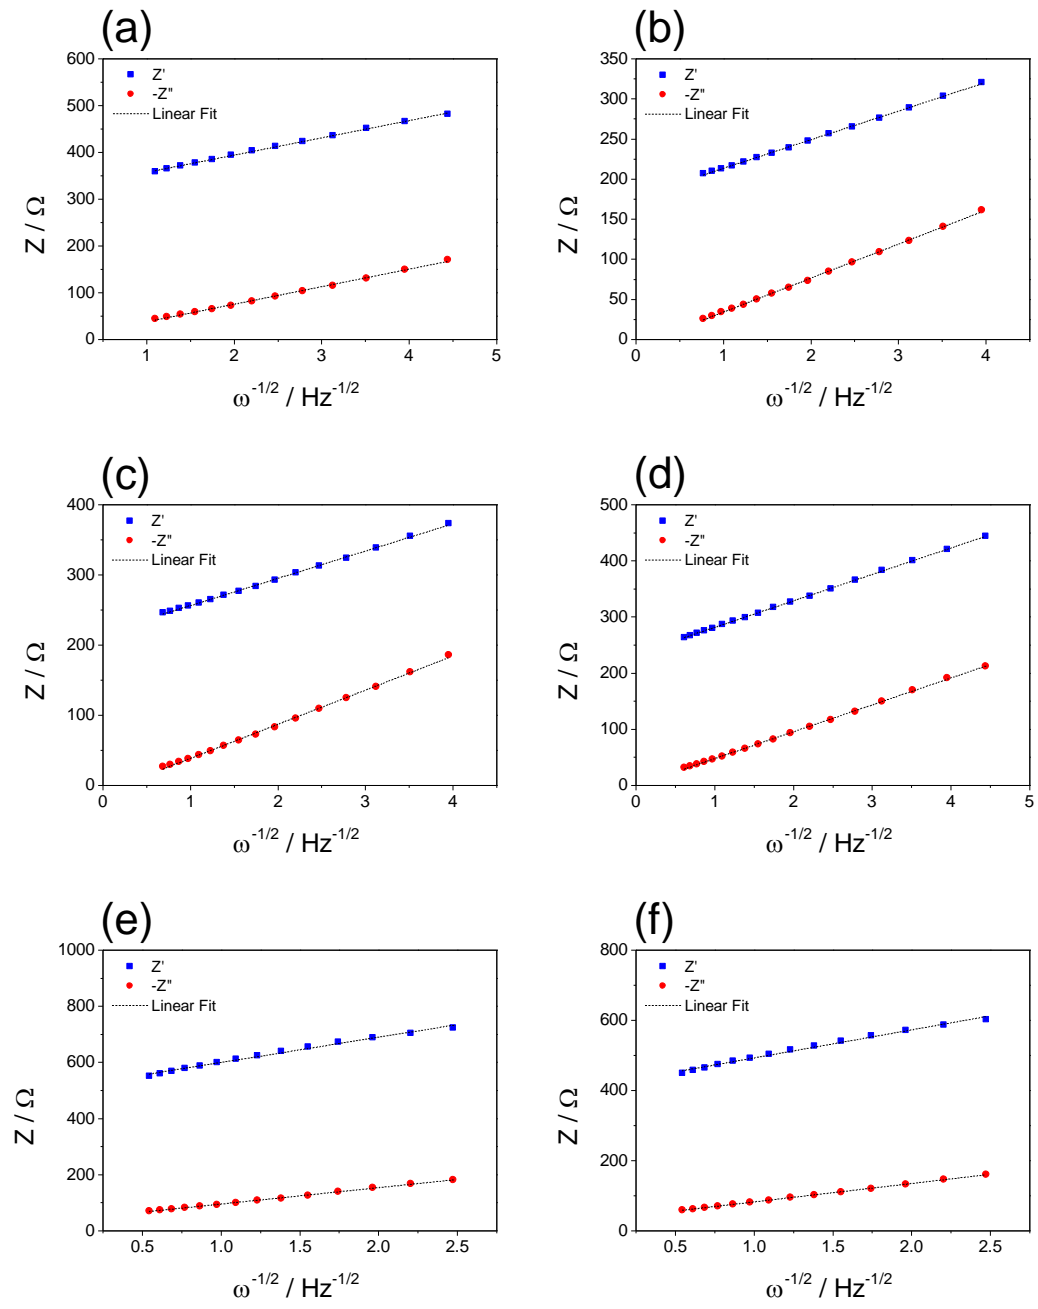 (a)
600
500
400
300
200
100
0
Z'
-Z"
Linear Fit
Z / Ω
1 2 3 4 5
ω-1/2 / Hz-1/2
(b)
350
300
250
200
150
100
50
0
Z'
-Z"
Linear Fit
Z / Ω
0 1 2 3 4
ω-1/2 / Hz-1/2
(c)
400
300
200
100
0
Z'
-Z"
Linear Fit
Z / Ω
0 1 2 3 4
ω-1/2 / Hz-1/2
(d)
500
400
300
200
100
0
Z'
-Z"
Linear Fit
Z / Ω
0 1 2 3 4 5
ω-1/2 / Hz-1/2
(e)
1000
800
600
400
200
0
Z'
-Z"
Linear Fit
Z / Ω
0.5 1.0 1.5 2.0 2.5
ω-1/2 / Hz-1/2
(f)
800
600
400
200
0
Z'
-Z"
Linear Fit
Z / Ω
0.5 1.0 1.5 2.0 2.5
ω-1/2 / Hz-1/2